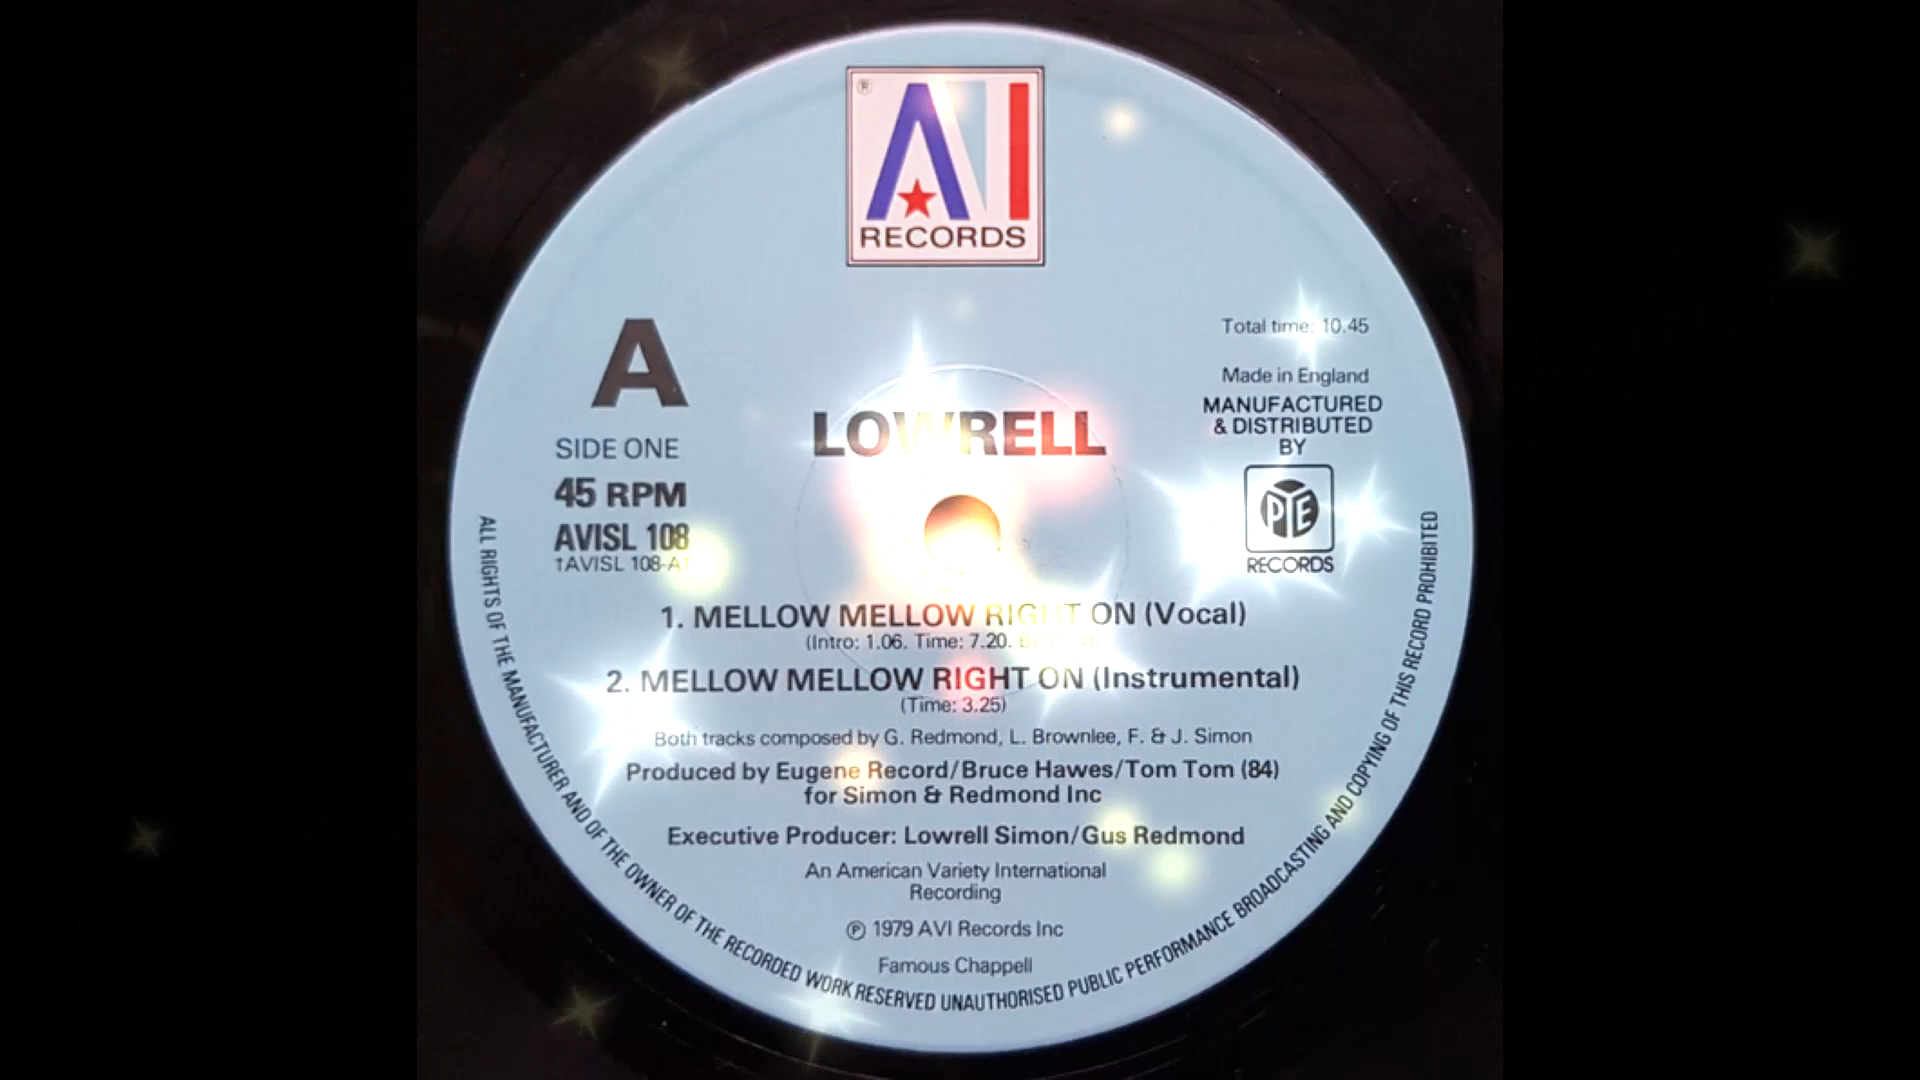 ®
AVI
RECORDS
A
SIDE ONE
45 RPM
AVISL 108
1AVISL 108-A1
Total time: 10.45
Made in England
MANUFACTURED
& DISTRIBUTED
BY
PYE
RECORDS
LOWRELL
1. MELLOW MELLOW RIGHT ON (Vocal)
(Intro: 1.06. Time: 7.20.
2. MELLOW MELLOW RIGHT ON (Instrumental)
(Time: 3.25)
Both tracks composed by G. Redmond, L. Brownlee, F. & J. Simon
Produced by Eugene Record/Bruce Hawes/Tom Tom (84)
for Simon & Redmond Inc
Executive Producer: Lowrell Simon/Gus Redmond
An American Variety International
Recording
Ⓟ 1979 AVI Records Inc
Famous Chappell
ALL RIGHTS OF THE MANUFACTURER AND OF THE OWNER OF THE RECORDED WORK RESERVED UNAUTHORISED PUBLIC PERFORMANCE BROADCASTING AND COPYING OF THIS RECORD PROHIBITED